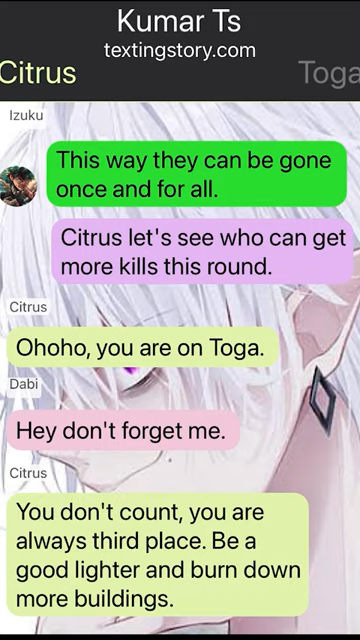 Kumar Ts
textingstory.com
Citrus Toga
Izuku
This way they can be gone
once and for all.
Citrus let's see who can get
more kills this round.
Citrus
Ohoho, you are on Toga.
Dabi
Hey don't forget me.
Citrus
You don't count, you are
always third place. Be a
good lighter and burn down
more buildings.